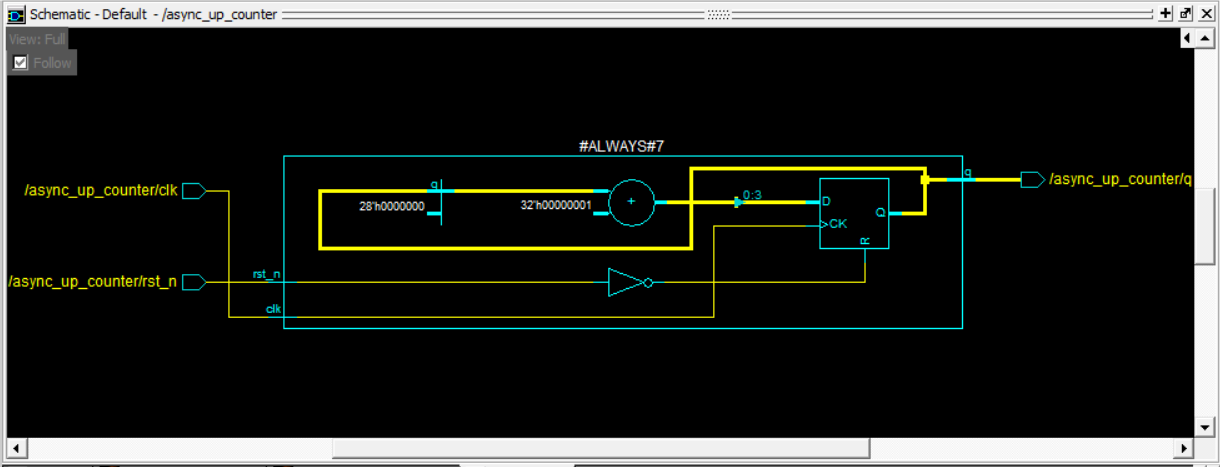 Schematic - Default - /async_up_counter
View: Full
Follow
#ALWAYS#7
/async_up_counter/clk
q
28'h0000000
32'h00000001
+
0:3
D
CK
Q
R
q
/async_up_counter/q
/async_up_counter/rst_n
rst_n
clk